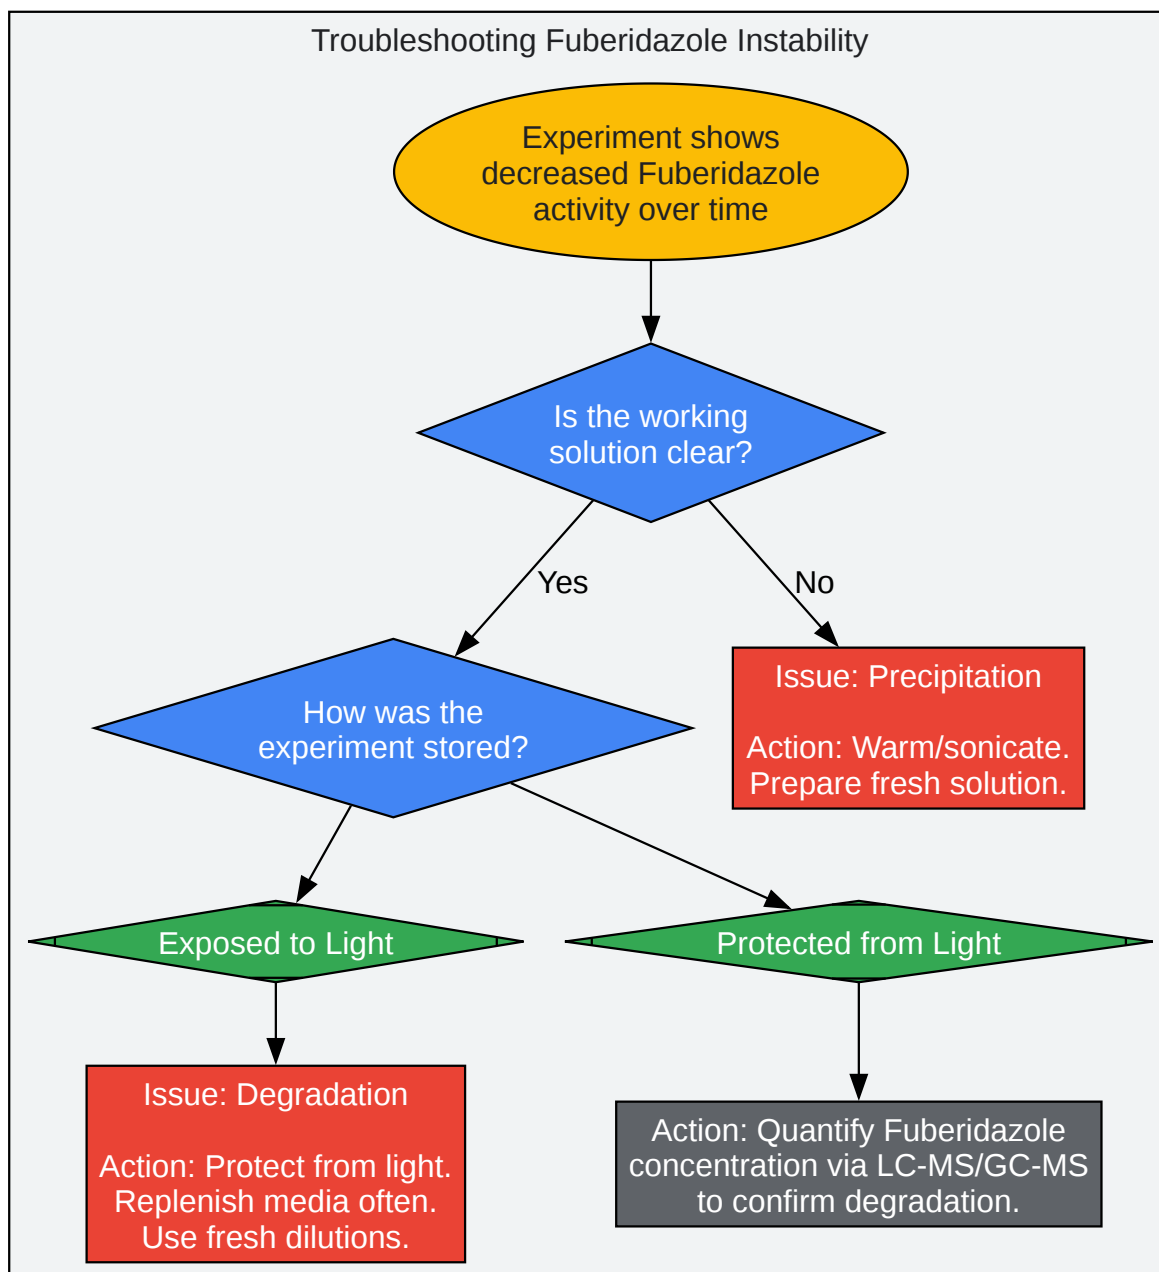 Troubleshooting Fuberidazole Instability
Experiment shows
decreased Fuberidazole
activity over time
Is the working
solution clear?
Yes
No
How was the
experiment stored?
Issue: Precipitation
Action: Warm/sonicate.
Prepare fresh solution.
Exposed to Light
Protected from Light
Issue: Degradation
Action: Protect from light.
Replenish media often.
Use fresh dilutions.
Action: Quantify Fuberidazole
concentration via LC-MS/GC-MS
to confirm degradation.